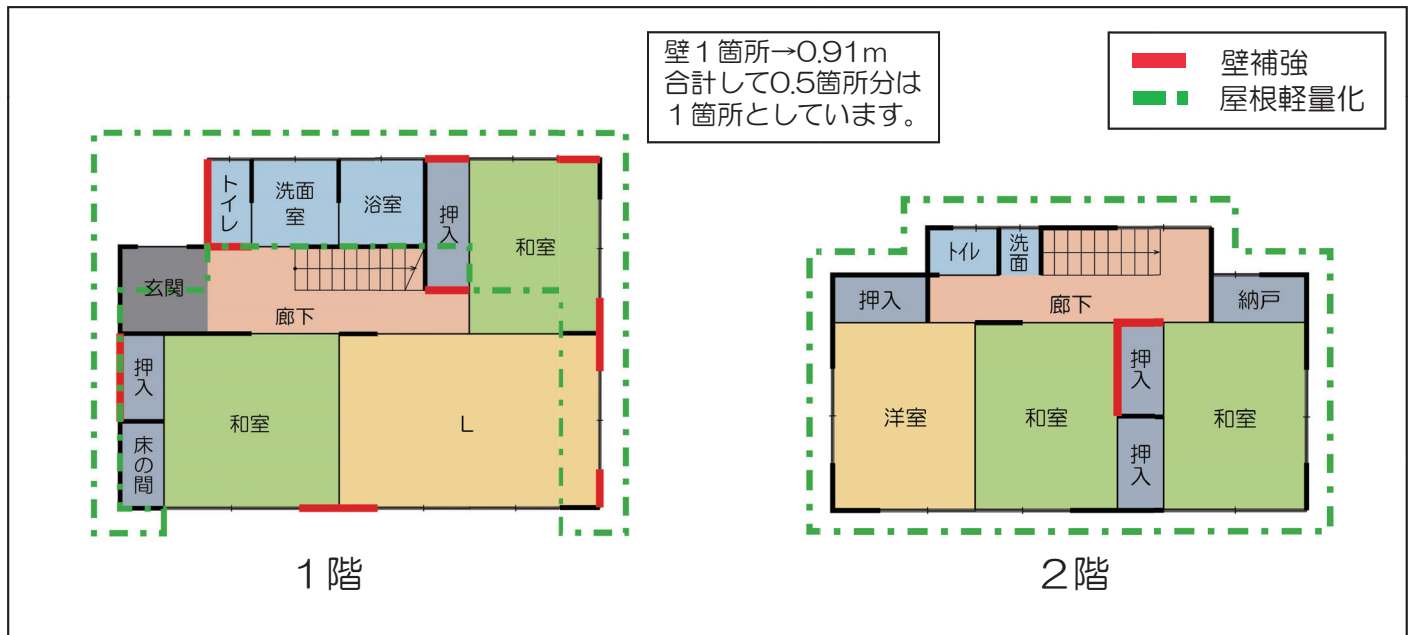 壁1箇所→0.91m
合計して0.5箇所分は
1箇所としています。
壁補強
屋根軽量化
トイレ
洗面室
浴室
押入
和室
玄関
廊下
押入
床の間
和室
L
1階
トイレ
洗面
押入
廊下
納戸
洋室
和室
押入
押入
和室
2階